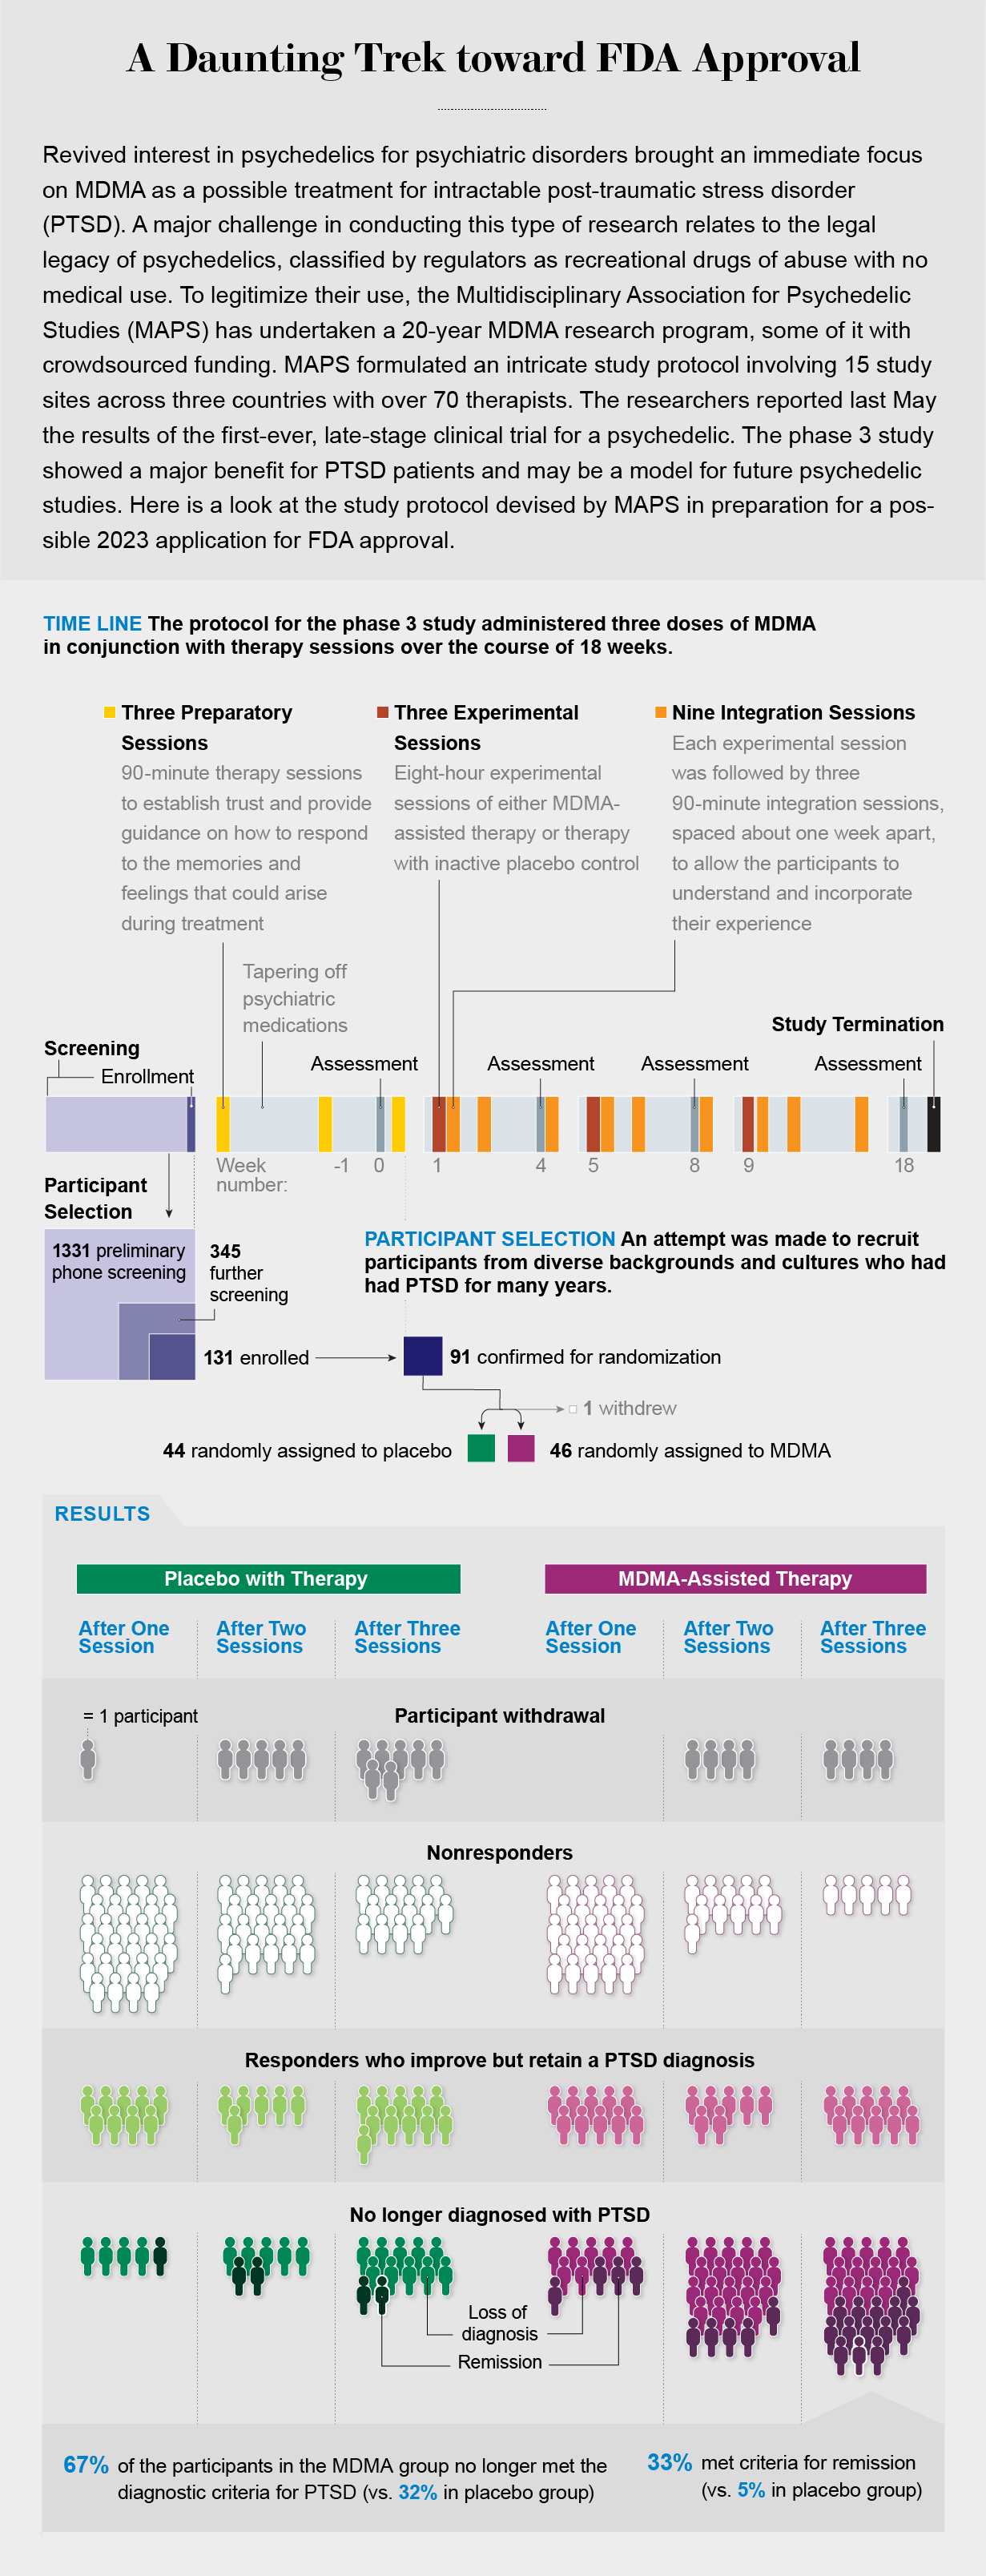 A Daunting Trek toward FDA Approval
Revived interest in psychedelics for psychiatric disorders brought an immediate focus
on MDMA as a possible treatment for intractable post-traumatic stress disorder
(PTSD). A major challenge in conducting this type of research relates to the legal
legacy of psychedelics, classified by regulators as recreational drugs of abuse with no
medical use. To legitimize their use, the Multidisciplinary Association for Psychedelic
Studies (MAPS) has undertaken a 20-year MDMA research program, some of it with
crowdsourced funding. MAPS formulated an intricate study protocol involving 15 study
sites across three countries with over 70 therapists. The researchers reported last May
the results of the first-ever, late-stage clinical trial for a psychedelic. The phase 3 study
showed a major benefit for PTSD patients and may be a model for future psychedelic
studies. Here is a look at the study protocol devised by MAPS in preparation for a pos-
sible 2023 application for FDA approval.
TIME LINE The protocol for the phase 3 study administered three doses of MDMA
in conjunction with therapy sessions over the course of 18 weeks.
Three Preparatory
Sessions
90-minute therapy sessions
to establish trust and provide
guidance on how to respond
to the memories and
feelings that could arise
during treatment
Three Experimental
Sessions
Eight-hour experimental
sessions of either MDMA-
assisted therapy or therapy
with inactive placebo control
Nine Integration Sessions
Each experimental session
was followed by three
90-minute integration sessions,
spaced about one week apart,
to allow the participants to
understand and incorporate
their experience
Tapering off
psychiatric
medications
Study Termination
Screening
Enrollment
Assessment
Assessment
Assessment
Assessment
Week
number:
-1
0
1
4
5
8
9
18
Participant
Selection
1331 preliminary
phone screening
345
further
screening
PARTICIPANT SELECTION An attempt was made to recruit
participants from diverse backgrounds and cultures who had
had PTSD for many years.
131 enrolled
91 confirmed for randomization
1 withdrew
44 randomly assigned to placebo
46 randomly assigned to MDMA
RESULTS
Placebo with Therapy
MDMA-Assisted Therapy
After One
Session
After Two
Sessions
After Three
Sessions
After One
Session
After Two
Sessions
After Three
Sessions
= 1 participant
Participant withdrawal
Nonresponders
Responders who improve but retain a PTSD diagnosis
No longer diagnosed with PTSD
Loss of
diagnosis
Remission
67% of the participants in the MDMA group no longer met the
diagnostic criteria for PTSD (vs. 32% in placebo group)
33% met criteria for remission
(vs. 5% in placebo group)